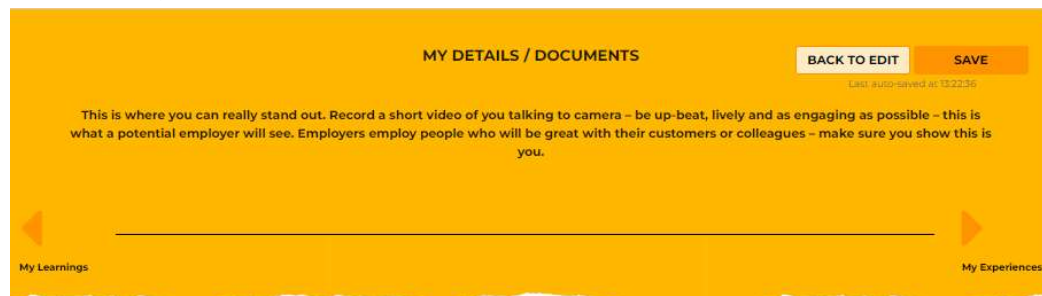 MY DETAILS / DOCUMENTS
BACK TO EDIT
SAVE
Last auto-saved at 13:22:36
This is where you can really stand out. Record a short video of you talking to camera – be up-beat, lively and as engaging as possible – this is
what a potential employer will see. Employers employ people who will be great with their customers or colleagues – make sure you show this is
you.
My Learnings
My Experiences